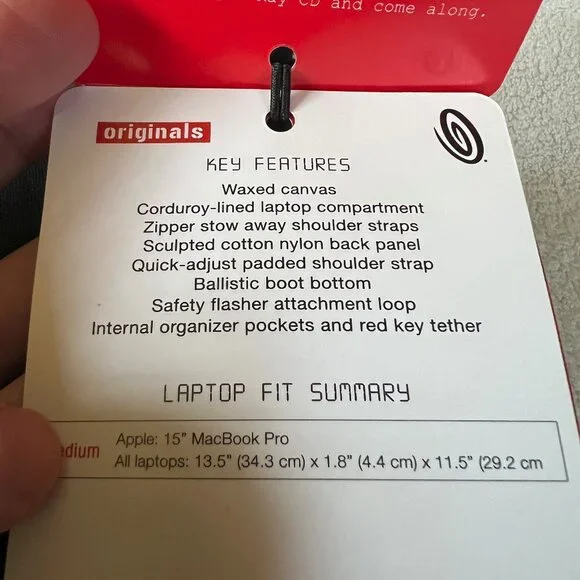 CD and come along.
originals
KEY FEATURES
Waxed canvas
Corduroy-lined laptop compartment
Zipper stow away shoulder straps
Sculpted cotton nylon back panel
Quick-adjust padded shoulder strap
Ballistic boot bottom
Safety flasher attachment loop
Internal organizer pockets and red key tether
LAPTOP FIT SUMMARY
Apple: 15" MacBook Pro
edium
All laptops: 13.5" (34.3 cm) x 1.8" (4.4 cm) x 11.5" (29.2 cm